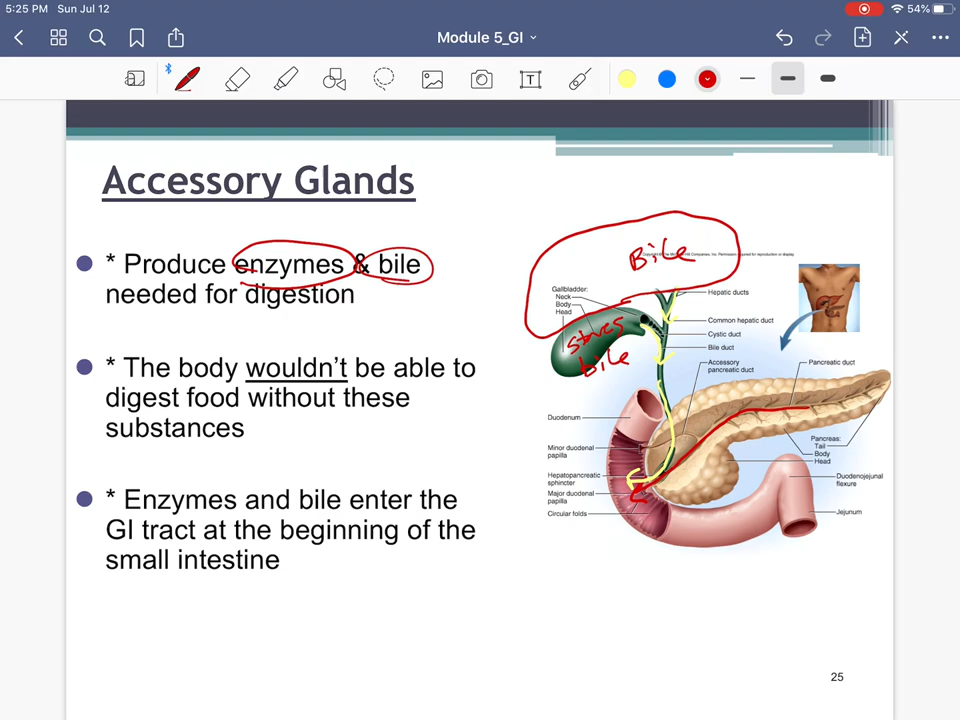 5:25 PM Sun Jul 12
54%
Module 5_GI
T
Accessory Glands
* Produce enzymes & bile
needed for digestion
* The body wouldn't be able to
digest food without these
substances
* Enzymes and bile enter the
GI tract at the beginning of the
small intestine
Bile
stores
bile
Gallbladder:
Neck
Body
Head
Hepatic ducts
Common hepatic duct
Cystic duct
Bile duct
Accessory
pancreatic duct
Pancreatic duct
Duodenum
Minor duodenal
papilla
Hepatopancreatic
sphincter
Major duodenal
papilla
Circular folds
Pancreas:
Tail
Body
Head
Duodenojejunal
flexure
Jejunum
25